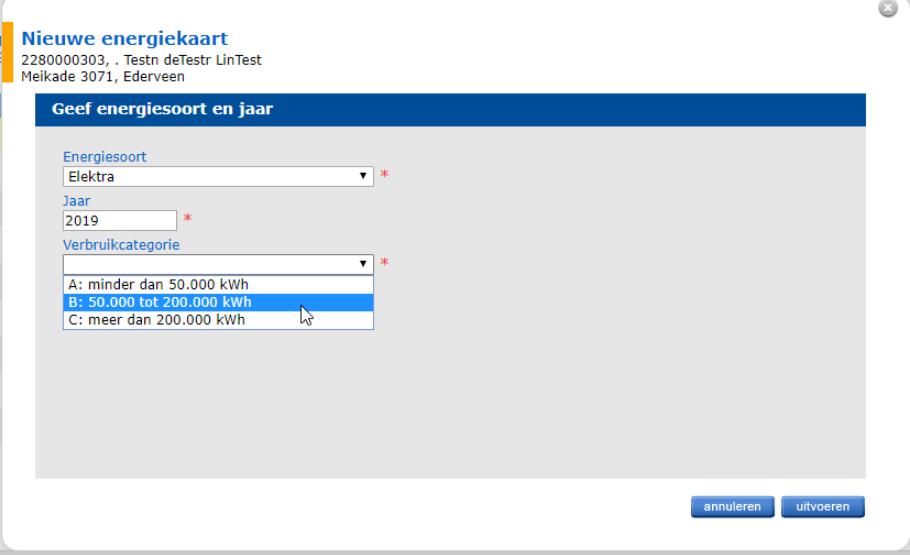 Nieuwe energiekaart
2280000303, . Testn deTestr LinTest
Meikade 3071, Ederveen
Geef energiesoort en jaar
Energiesoort
Elektra *
Jaar
2019 *
Verbruikcategorie
*
A: minder dan 50.000 kWh
B: 50.000 tot 200.000 kWh
C: meer dan 200.000 kWh
annuleren uitvoeren